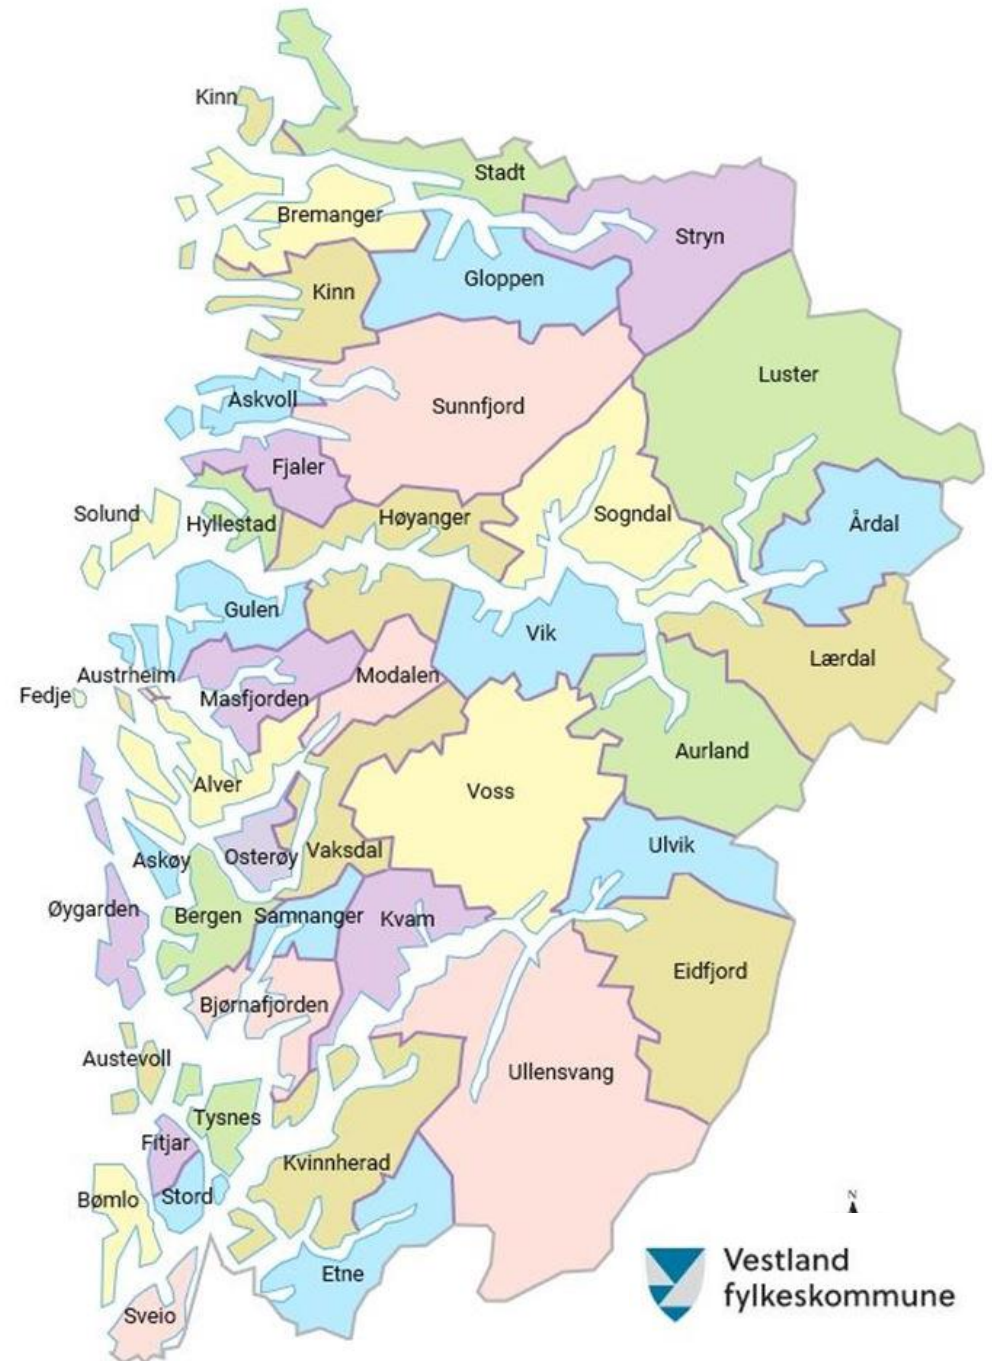 Kinn
Stadt
Bremanger
Stryn
Gloppen
Kinn
Luster
Askvoll
Sunnfjord
Fjaler
Solund
Hyllestad
Høyanger
Sogndal
Årdal
Gulen
Vik
Lærdal
Austrheim
Modalen
Fedje
Masfjorden
Aurland
Alver
Voss
Ulvik
Askøy
Osterøy
Vaksdal
Øygarden
Bergen
Samnanger
Kvam
Eidfjord
Bjørnafjorden
Austevoll
Ullensvang
Tysnes
Fitjar
Kvinnherad
Bømlo
Stord
N
Etne
Vestland
fylkeskommune
Sveio